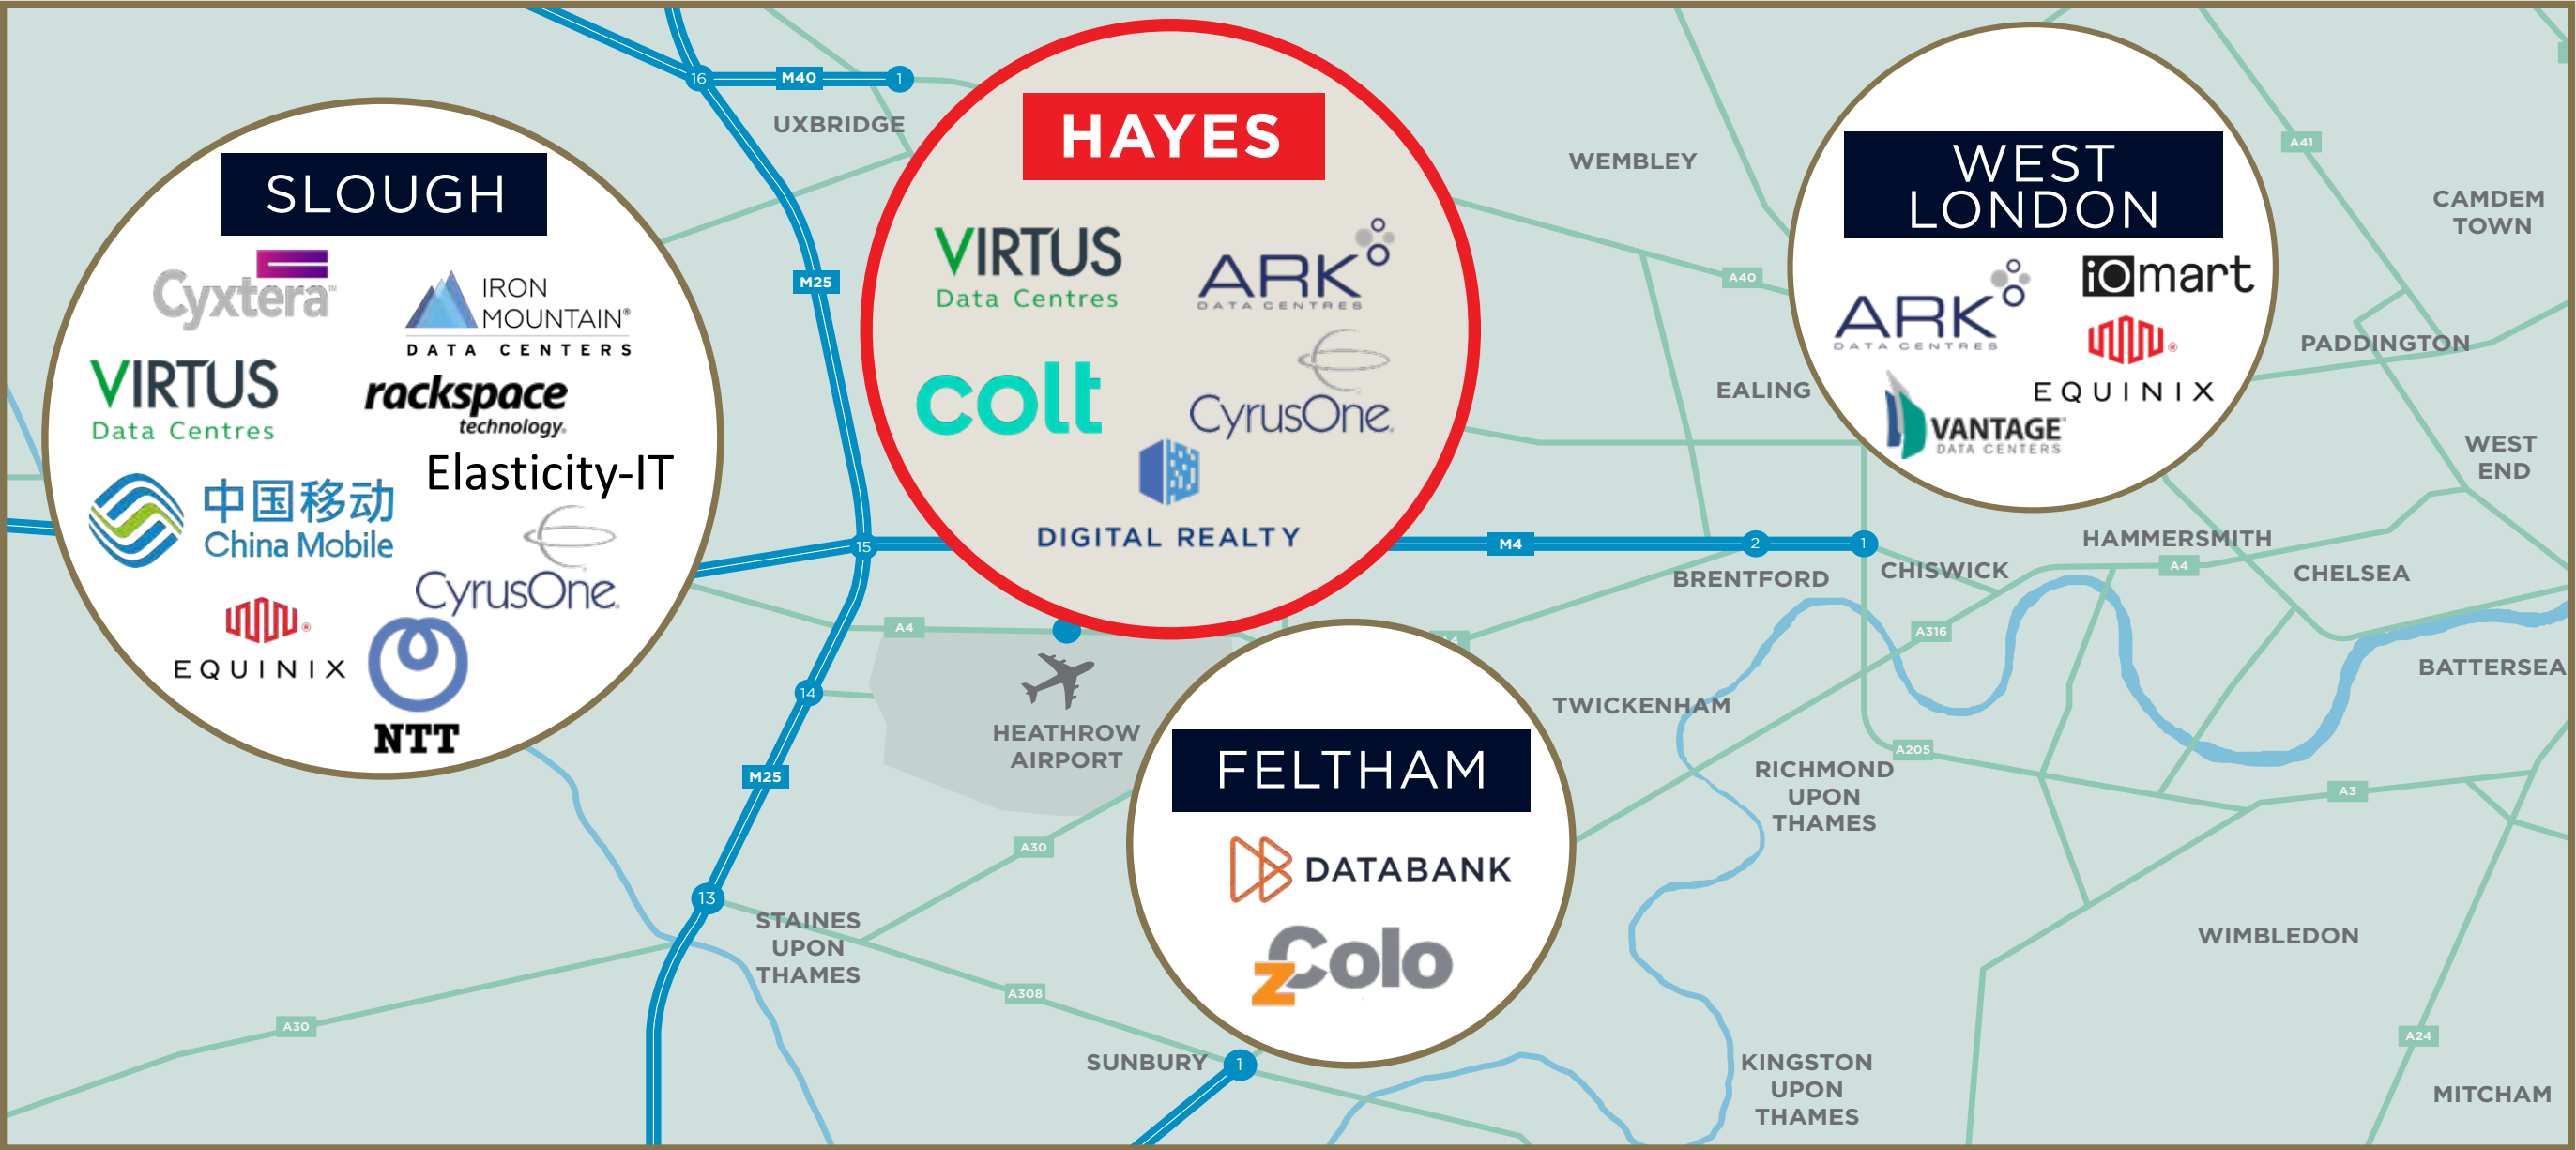 16
M40
1
UXBRIDGE
M25
SLOUGH
Cyxtera™
IRON
MOUNTAIN®
DATA CENTERS
VIRTUS
Data Centres
rackspace
technology.
Elasticity-IT
中国移动
China Mobile
CyrusOne.
EQUINIX
NTT
HAYES
VIRTUS
Data Centres
ARK
DATA CENTRES
colt
CyrusOne.
DIGITAL REALTY
WEST
LONDON
ARK
DATA CENTRES
iomart
EQUINIX
VANTAGE
DATA CENTERS
WEMBLEY
A40
EALING
A41
CAMDEM
TOWN
PADDINGTON
WEST
END
15
M4
2
1
BRENTFORD
CHISWICK
HAMMERSMITH
A4
CHELSEA
A4
A4
A316
BATTERSEA
14
HEATHROW
AIRPORT
M25
TWICKENHAM
A205
RICHMOND
UPON
THAMES
A3
FELTHAM
DATABANK
zColo
A30
13
STAINES
UPON
THAMES
A308
A30
SUNBURY
1
WIMBLEDON
A24
KINGSTON
UPON
THAMES
MITCHAM